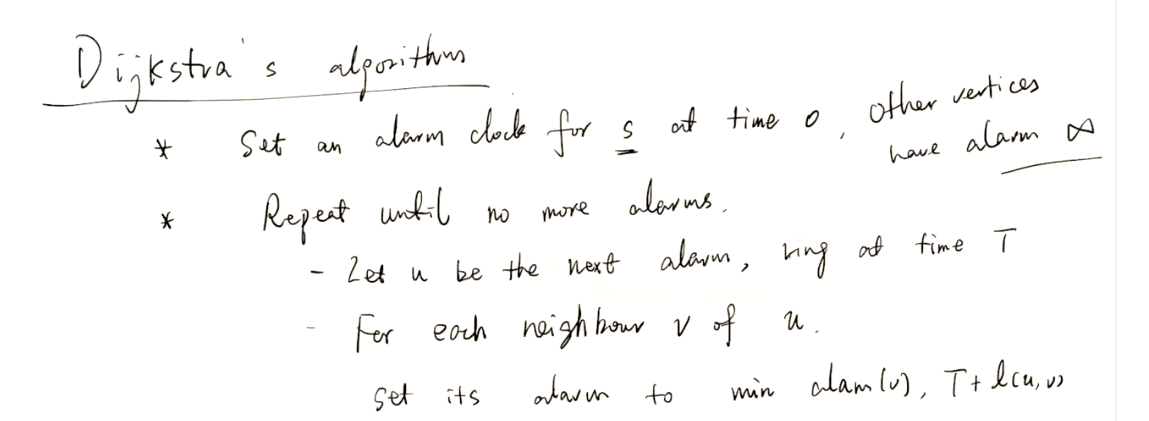 Dijkstra's algorithm
* Set an alarm clock for s at time 0, other vertices
have alarm ∞
* Repeat until no more alarms.
- Let u be the next alarm, ring at time T
- For each neighbour v of u.
set its alarm to min alam(v), T + l(u,v)